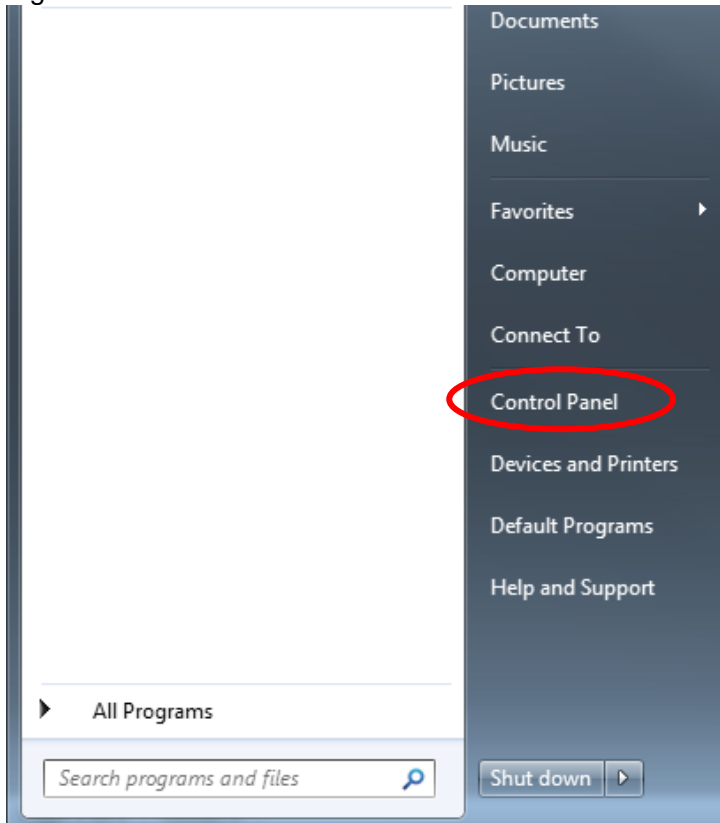 Documents
Pictures
Music
Favorites
Computer
Connect To
Control Panel
Devices and Printers
Default Programs
Help and Support
All Programs
Search programs and files
Shut down